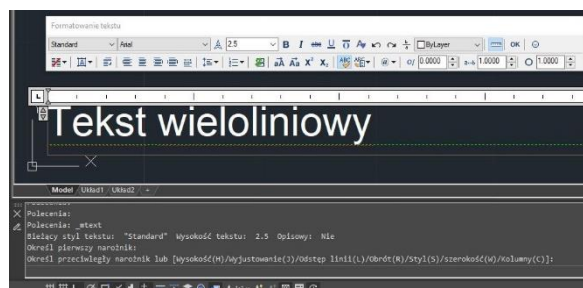 Formatowanie tekstu
Standard Arial 2.5 B I U O ByLayer OK
0.0000 1.0000 1.0000
L
Tekst wieloliniowy
Model Układ1 Układ2 +
Polecenia:
Polecenia: _mtext
Bieżący styl tekstu: "Standard" Wysokość tekstu: 2.5 Opisowy: Nie
Określ pierwszy narożnik:
Określ przeciwległy narożnik lub [Wysokość(H)/Wyjustowanie(J)/Odstęp linii(L)/Obrót(R)/Styl(S)/szerokość(W)/Kolumny(C)]: